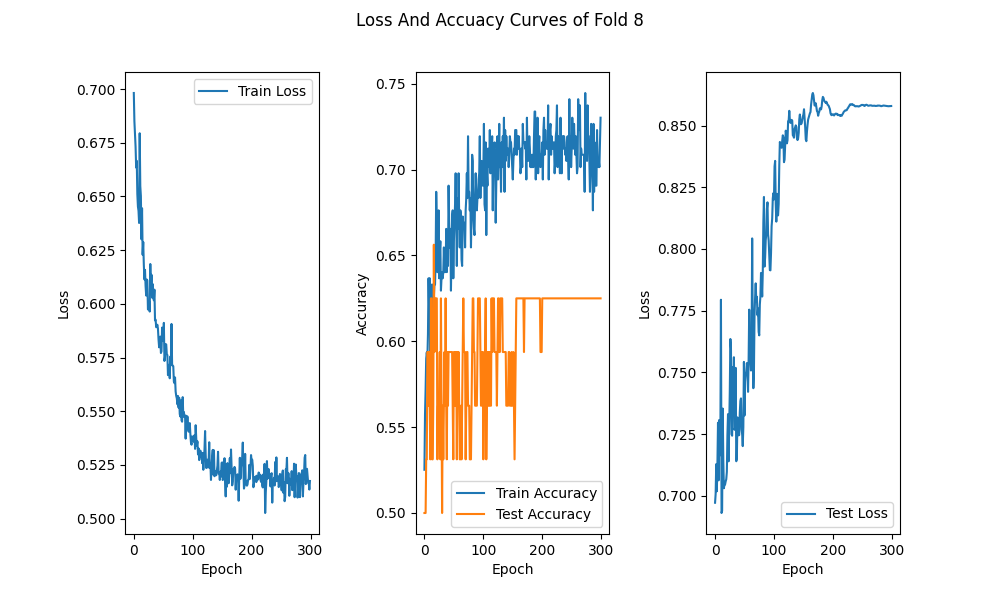 Loss And Accuacy Curves of Fold 8
0.700
0.675
0.650
0.625
0.600
0.575
0.550
0.525
0.500
Loss
0 100 200 300
Epoch
Train Loss
0.75
0.70
0.65
0.60
0.55
0.50
Accuracy
0 100 200 300
Epoch
Train Accuracy
Test Accuracy
0.850
0.825
0.800
0.775
0.750
0.725
0.700
Loss
0 100 200 300
Epoch
Test Loss